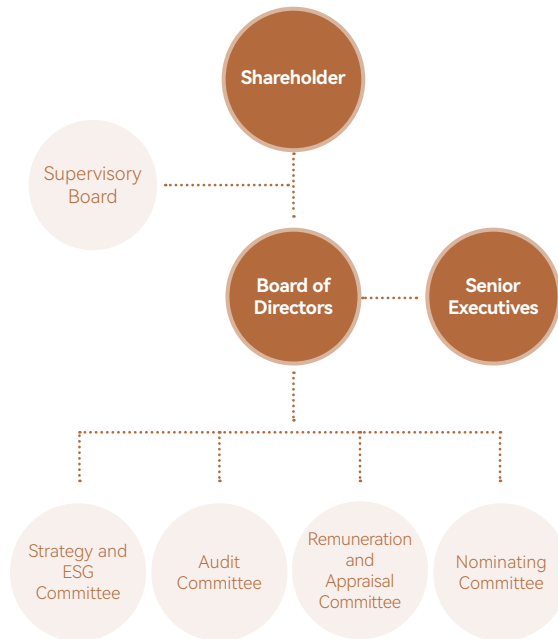 Shareholder
Supervisory
Board
Board of
Directors
Senior
Executives
Strategy and
ESG
Committee
Audit
Committee
Remuneration
and
Appraisal
Committee
Nominating
Committee